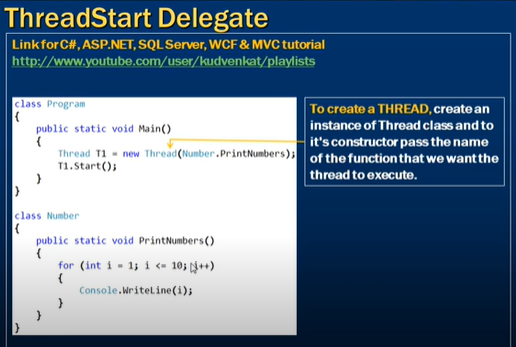 ThreadStart Delegate
Link for C#, ASP.NET, SQL Server, WCF & MVC tutorial
http://www.youtube.com/user/kudvenkat/playlists
class Program
{
public static void Main()
{
Thread T1 = new Thread(Number.PrintNumbers);
T1.Start();
}
}
class Number
{
public static void PrintNumbers()
{
for (int i = 1; i <= 10; i++)
{
Console.WriteLine(i);
}
}
}
To create a THREAD, create an
instance of Thread class and to
it's constructor pass the name
of the function that we want the
thread to execute.